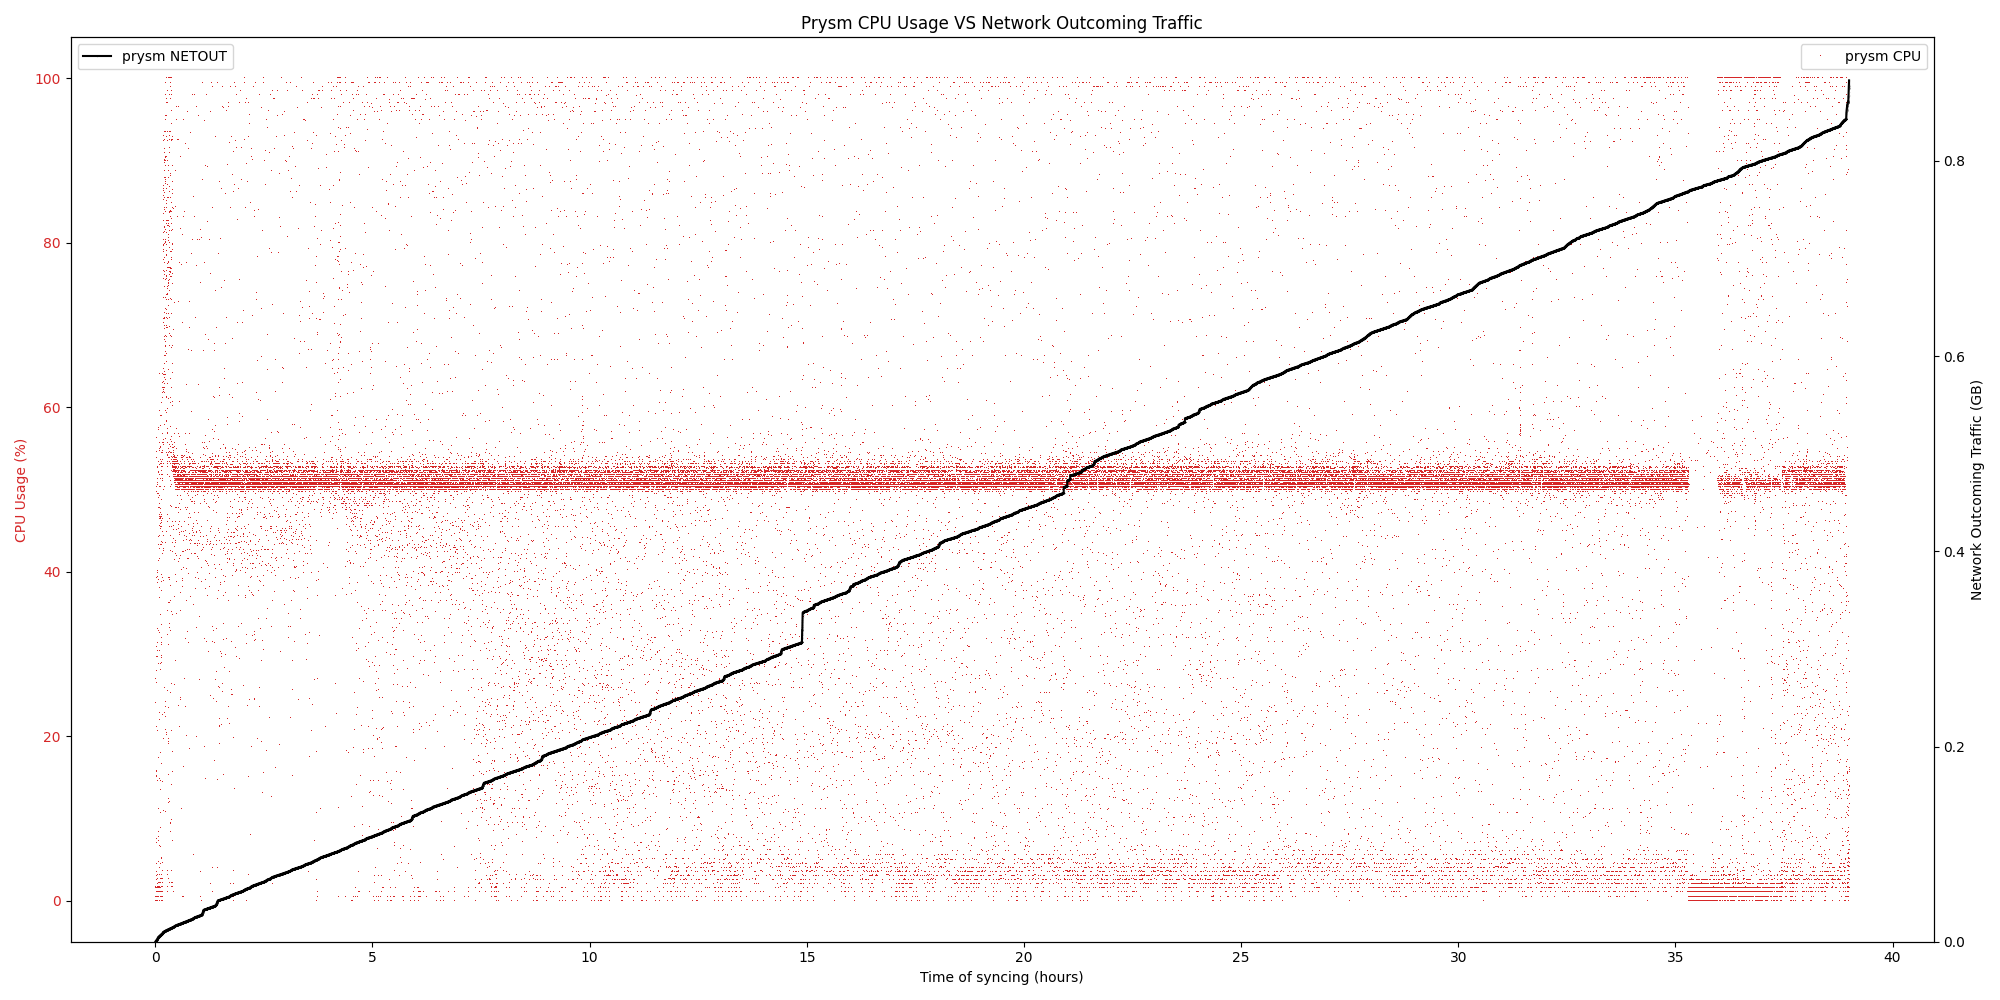 Prysm CPU Usage VS Network Outcoming Traffic
prysm NETOUT
prysm CPU
100
80
60
40
20
0
CPU Usage (%)
0.8
0.6
0.4
0.2
0.0
Network Outcoming Traffic (GB)
0 5 10 15 20 25 30 35 40
Time of syncing (hours)